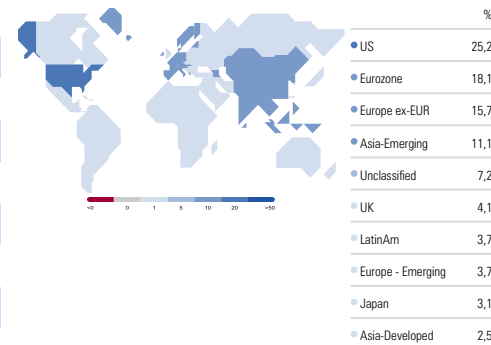 %
US 25,2
Eurozone 18,1
Europe ex-EUR 15,7
Asia-Emerging 11,1
Unclassified 7,2
UK 4,1
LatinAm 3,7
Europe - Emerging 3,7
Japan 3,1
Asia-Developed 2,5
<0 0 1 5 10 20 >50